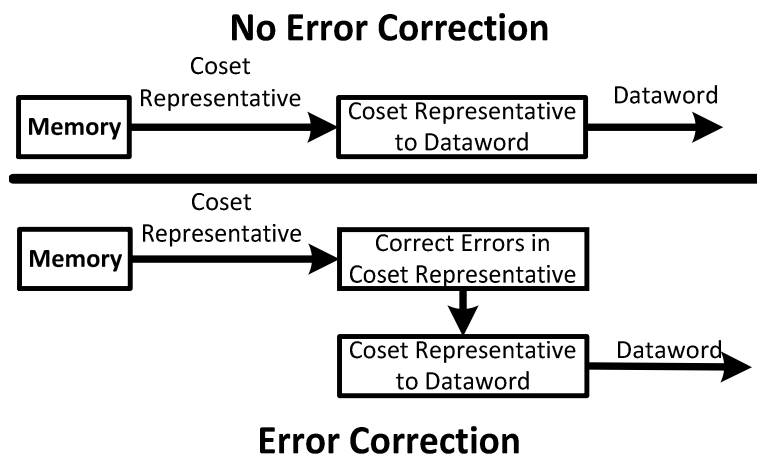 No Error Correction
Coset
Representative
Memory
Coset Representative
to Dataword
Dataword
Coset
Representative
Memory
Correct Errors in
Coset Representative
Coset Representative
to Dataword
Dataword
Error Correction